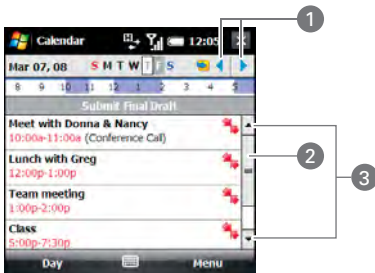 1
Calendar 12:05
Mar 07, 08 S M T W T F S
8 9 10 11 12 1 2 3 4 5
Submit Final Draft
Meet with Donna & Nancy
10:00a-11:00a (Conference Cal)
Lunch with Greg
12:00p-1:00p
2
3
Team meeting
1:00p-2:00p
Class
5:00p-7:30p
Day Menu